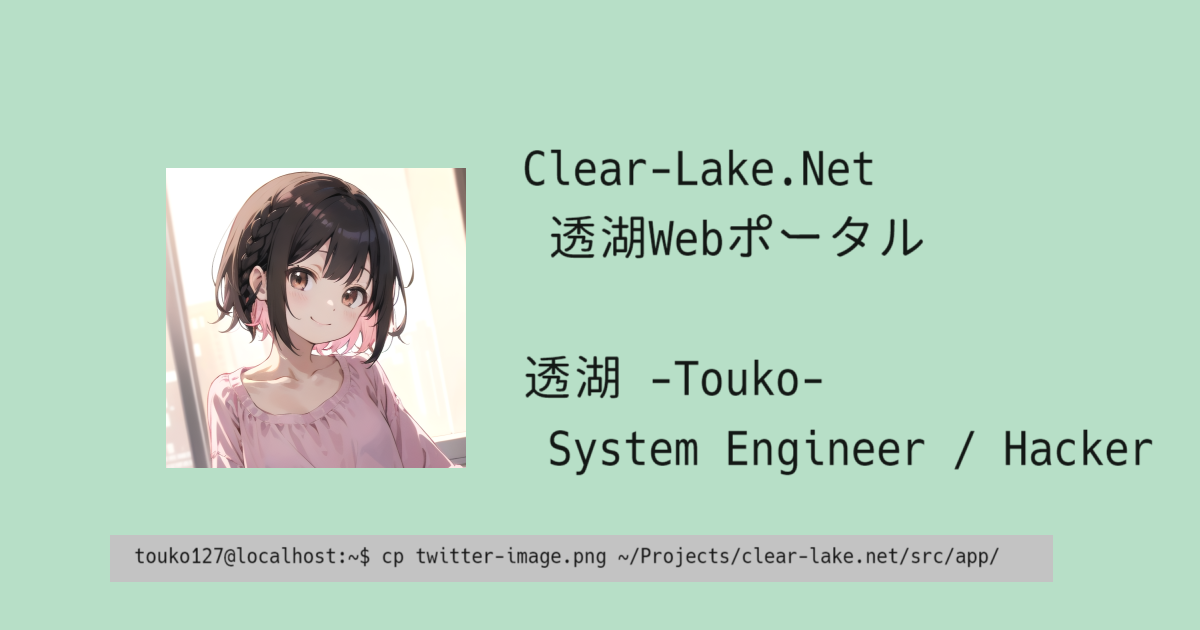 Clear-Lake.Net
透湖Webポータル
透湖 -Touko-
System Engineer / Hacker
touko127@localhost:~$ cp twitter-image.png ~/Projects/clear-lake.net/src/app/